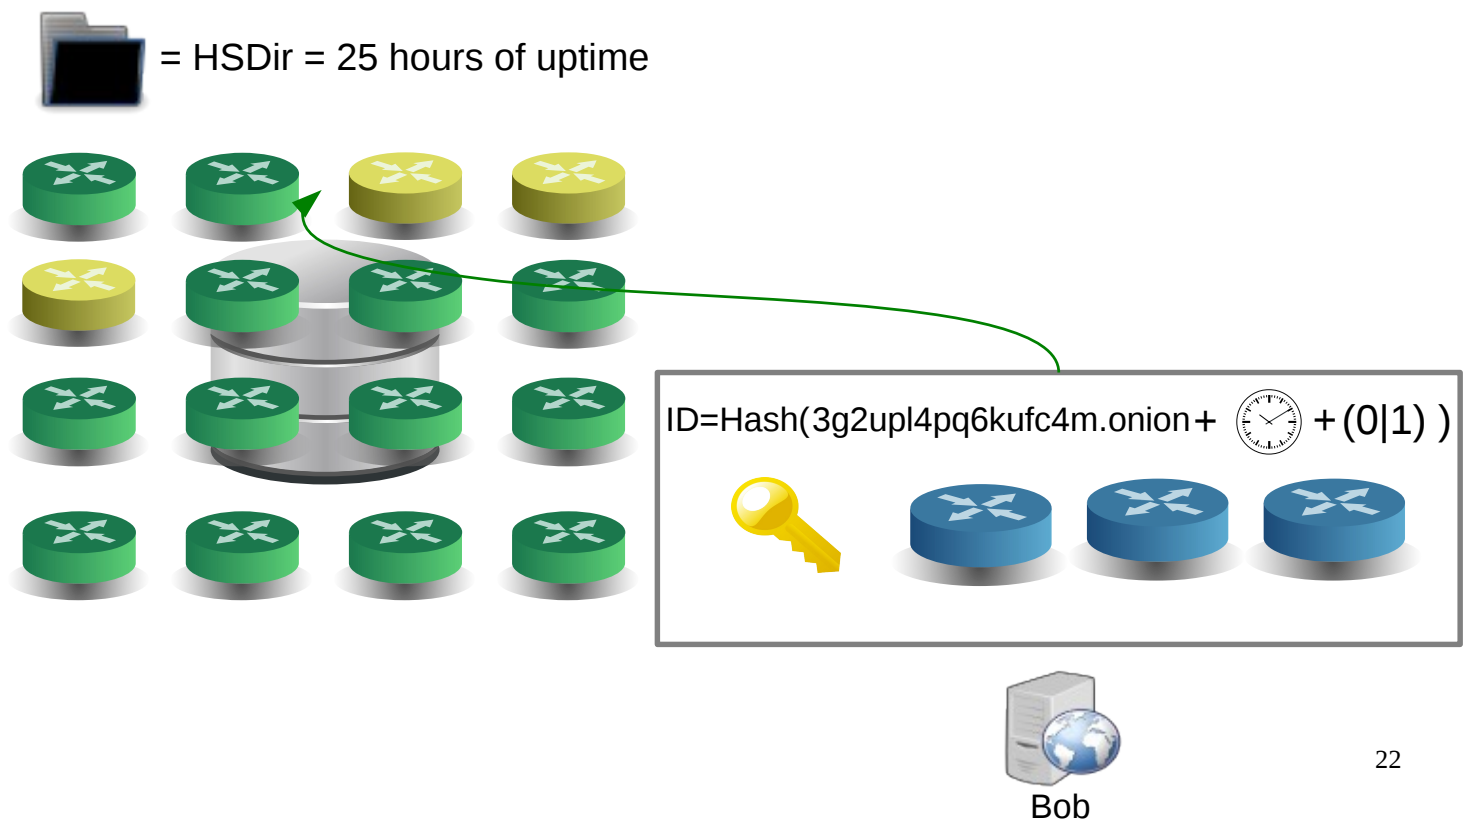 = HSDir = 25 hours of uptime
ID=Hash(3g2upl4pq6kufc4m.onion+ +(0|1) )
Bob
22